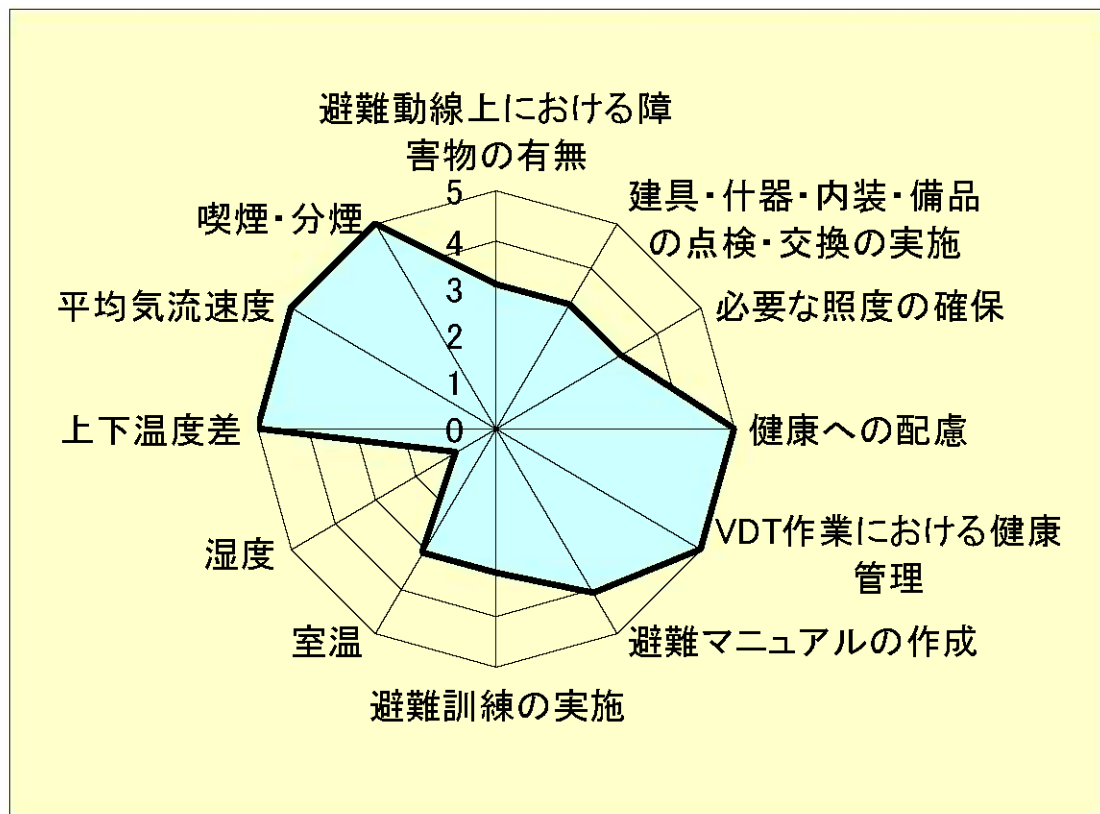 避難動線上における障
害物の有無
建具・什器・内装・備品
の点検・交換の実施
必要な照度の確保
健康への配慮
VDT作業における健康
管理
避難マニュアルの作成
避難訓練の実施
室温
湿度
上下温度差
平均気流速度
喫煙・分煙
5
4
3
2
1
0